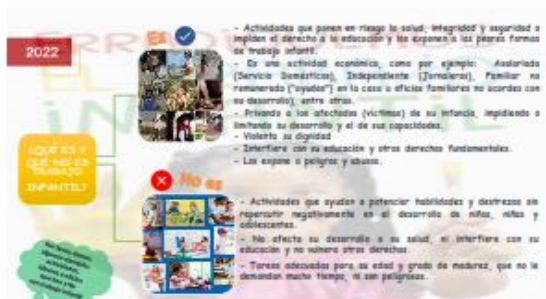 2022
ES
- Actividades que ponen en riesgo la salud, integridad y seguridad o
impiden el derecho a la educación y los exponen a las peores formas
de trabajo infantil.
- Es una actividad económica, como por ejemplo: Asalariado
(Servicio Doméstico), Independiente (Jornaleros), Familiar no
remunerado ("ayudas") en la casa u oficios familiares no acordes con
su desarrollo), entre otras.
- Privando a los afectados (víctimas) de su infancia, impidiendo o
limitando su desarrollo y el de sus capacidades.
- Violenta su dignidad
- Interfiere con su educación y otros derechos fundamentales.
- Los expone a peligros y abusos.
¿QUÉ ES Y
QUÉ NO ES
TRABAJO
INFANTIL?
No es
- Actividades que ayudan a potenciar habilidades y destrezas sin
repercutir negativamente en el desarrollo de niños, niñas y
adolescentes.
- No afecta su desarrollo o su salud, ni interfiere con su
educación y no vulnera otros derechos.
- Tareas adecuadas para su edad y grado de madurez, que no le
demandan mucho tiempo, ni son peligrosas.